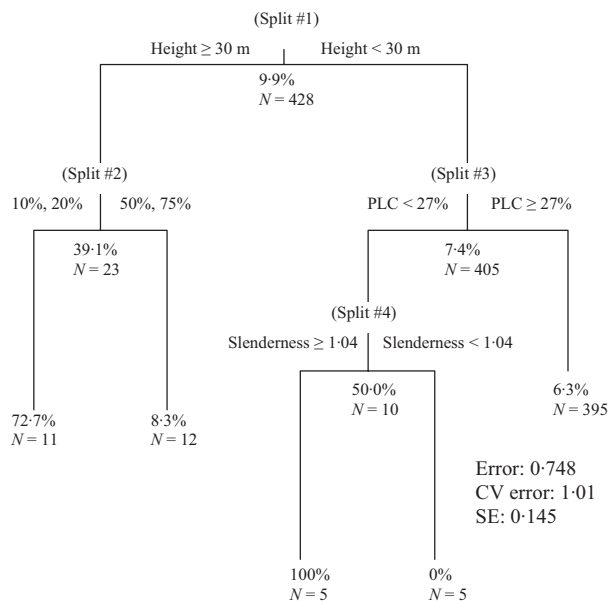 (Split #1)
Height ≥ 30 m Height < 30 m
9·9%
N = 428
(Split #2)
10%, 20% 50%, 75%
39·1%
N = 23
(Split #3)
PLC < 27% PLC ≥ 27%
7·4%
N = 405
(Split #4)
Slenderness ≥ 1·04 Slenderness < 1·04
50·0%
N = 10
72·7%
N = 11
8·3%
N = 12
6·3%
N = 395
Error: 0·748
CV error: 1·01
SE: 0·145
100%
N = 5
0%
N = 5